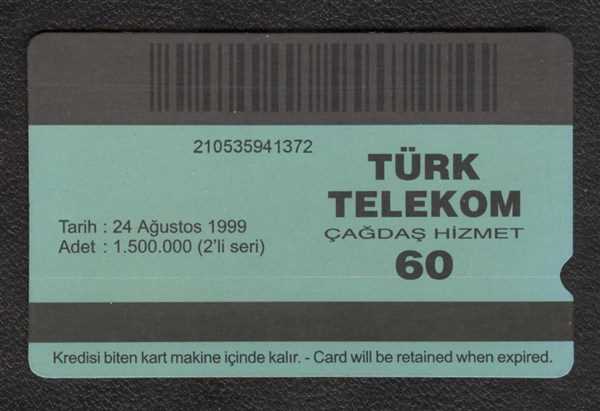 210535941372
TÜRK
TELEKOM
ÇAĞDAŞ HİZMET
60
Tarih : 24 Ağustos 1999
Adet : 1.500.000 (2'li seri)
Kredisi biten kart makine içinde kalır. - Card will be retained when expired.